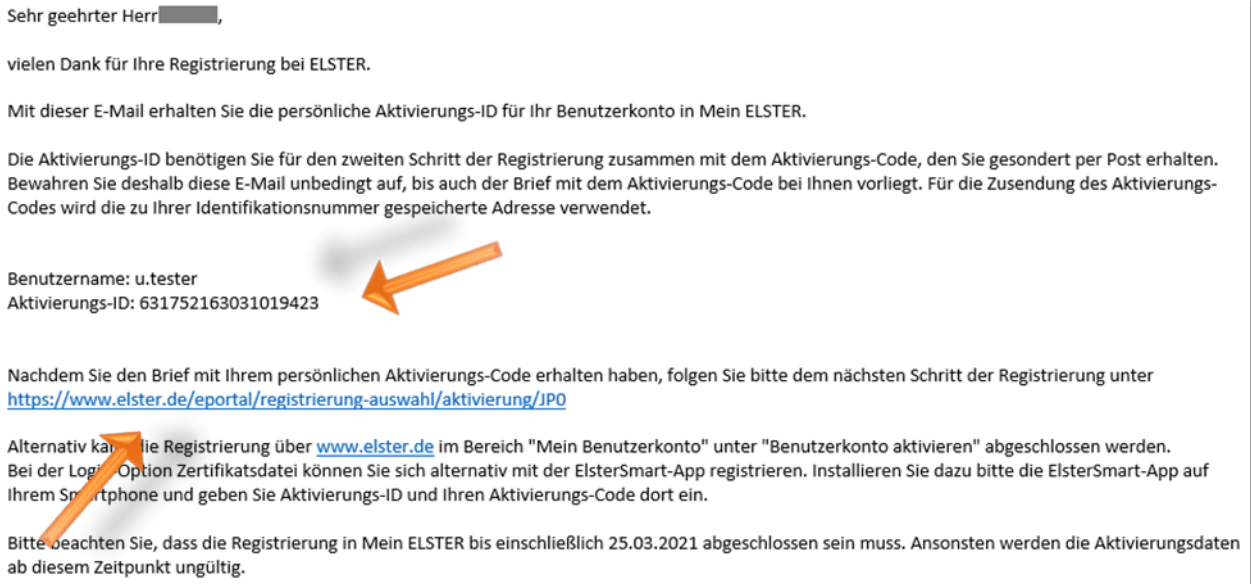 Sehr geehrter Herr ,
vielen Dank für Ihre Registrierung bei ELSTER.
Mit dieser E-Mail erhalten Sie die persönliche Aktivierungs-ID für Ihr Benutzerkonto in Mein ELSTER.
Die Aktivierungs-ID benötigen Sie für den zweiten Schritt der Registrierung zusammen mit dem Aktivierungs-Code, den Sie gesondert per Post erhalten.
Bewahren Sie deshalb diese E-Mail unbedingt auf, bis auch der Brief mit dem Aktivierungs-Code bei Ihnen vorliegt. Für die Zusendung des Aktivierungs-
Codes wird die zu Ihrer Identifikationsnummer gespeicherte Adresse verwendet.
Benutzername: u.tester
Aktivierungs-ID: 631752163031019423
Nachdem Sie den Brief mit Ihrem persönlichen Aktivierungs-Code erhalten haben, folgen Sie bitte dem nächsten Schritt der Registrierung unter
https://www.elster.de/eportal/registrierung-auswahl/aktivierung/JP0
Alternativ kann die Registrierung über www.elster.de im Bereich "Mein Benutzerkonto" unter "Benutzerkonto aktivieren" abgeschlossen werden.
Bei der Login-Option Zertifikatsdatei können Sie sich alternativ mit der ElsterSmart-App registrieren. Installieren Sie dazu bitte die ElsterSmart-App auf
Ihrem Smartphone und geben Sie Aktivierungs-ID und Ihren Aktivierungs-Code dort ein.
Bitte beachten Sie, dass die Registrierung in Mein ELSTER bis einschließlich 25.03.2021 abgeschlossen sein muss. Ansonsten werden die Aktivierungsdaten
ab diesem Zeitpunkt ungültig.